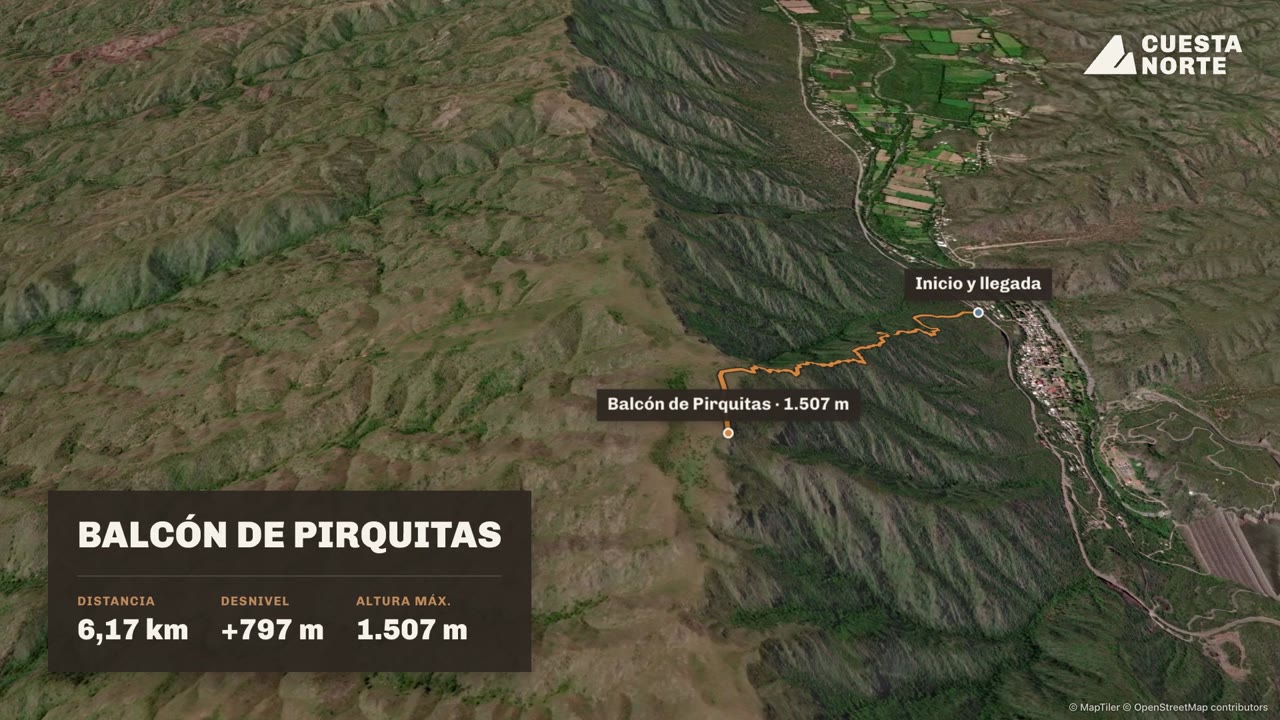 CUESTA
NORTE
Inicio y llegada
Balcón de Pirquitas · 1.507 m
BALCÓN DE PIRQUITAS
DISTANCIA DESNIVEL ALTURA MÁX.
6,17 km +797 m 1.507 m
© MapTiler © OpenStreetMap contributors